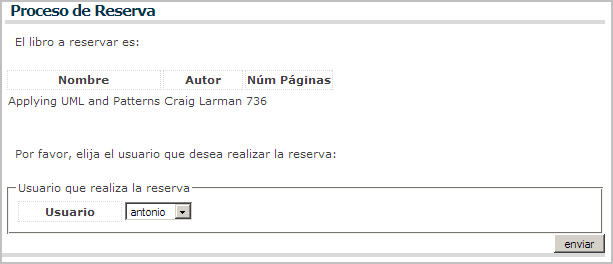 Proceso de Reserva
El libro a reservar es:
Nombre Autor Núm Páginas
Applying UML and Patterns Craig Larman 736
Por favor, elija el usuario que desea realizar la reserva:
Usuario que realiza la reserva
Usuario antonio
enviar